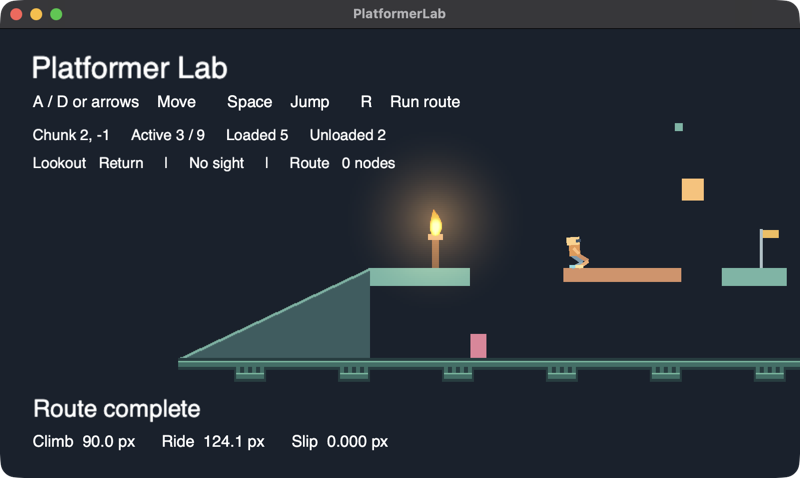 PlatformerLab
Platformer Lab
A / D or arrows Move Space Jump R Run route
Chunk 2, -1 Active 3 / 9 Loaded 5 Unloaded 2
Lookout Return | No sight | Route 0 nodes
Route complete
Climb 90.0 px Ride 124.1 px Slip 0.000 px